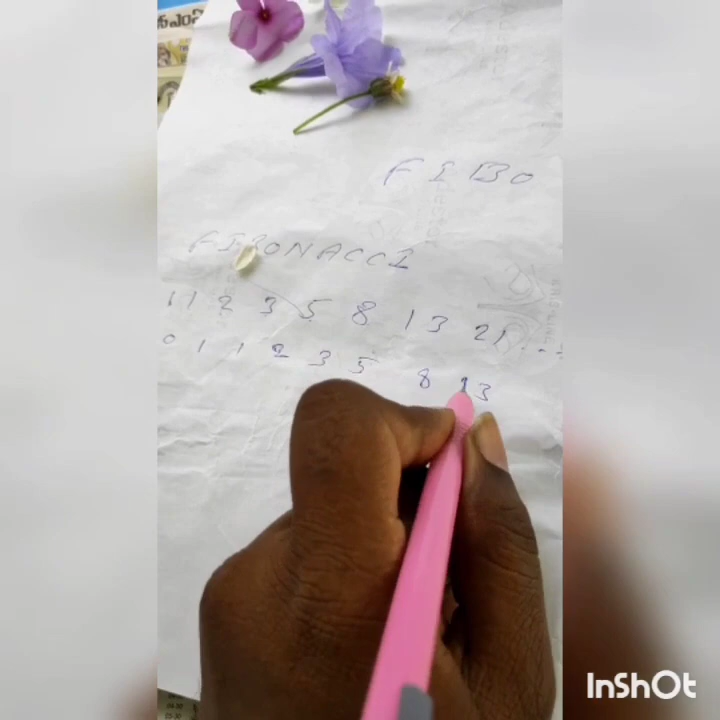 FIBO
FIBONACCI
1 1 2 3 5 8 13 21 ...
0 1 1 2 3 5 8 13
InShOt